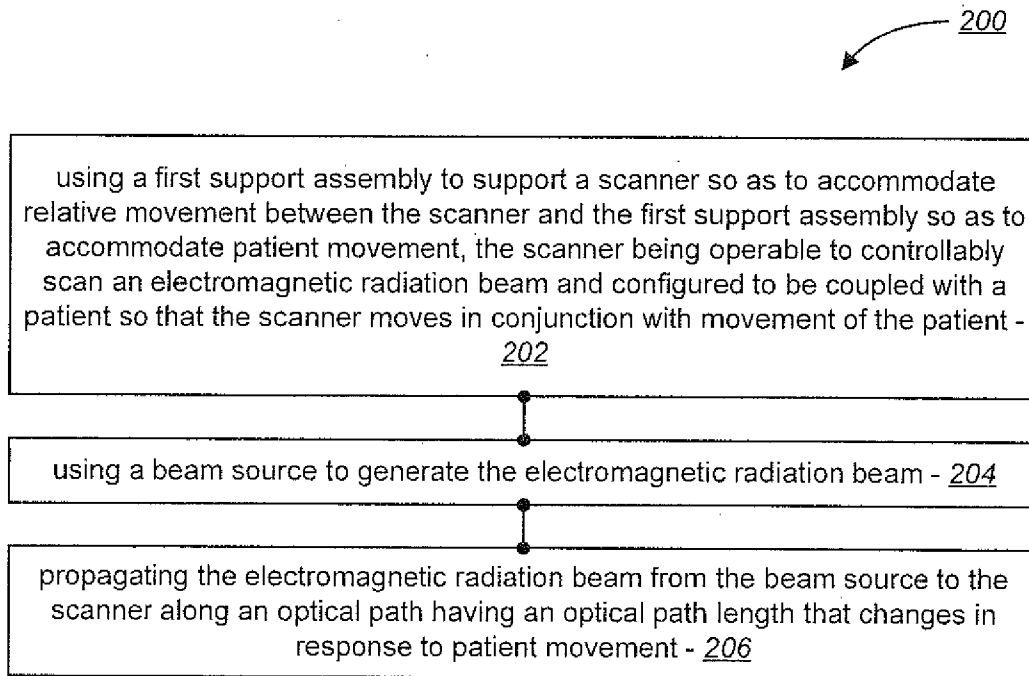 200
using a first support assembly to support a scanner so as to accommodate
relative movement between the scanner and the first support assembly so as to
accommodate patient movement, the scanner being operable to controllably
scan an electromagnetic radiation beam and configured to be coupled with a
patient so that the scanner moves in conjunction with movement of the patient -
202
using a beam source to generate the electromagnetic radiation beam - 204
propagating the electromagnetic radiation beam from the beam source to the
scanner along an optical path having an optical path length that changes in
response to patient movement - 206